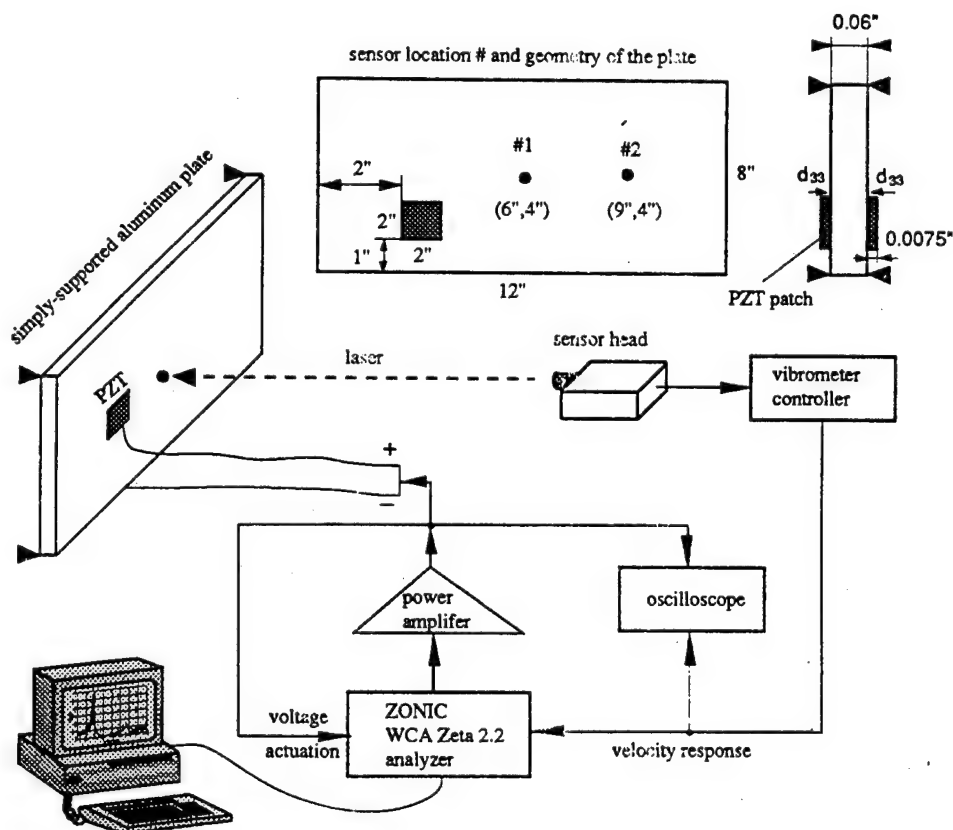 0.06"
sensor location # and geometry of the plate
#1
#2
2"
8"
d33
d33
(6",4")
(9",4")
2"
0.0075"
1"
2"
12"
PZT patch
simply-supported aluminum plate
sensor head
laser
vibrometer
controller
PZT
+
−
power
amplifer
oscilloscope
voltage
actuation
ZONIC
WCA Zeta 2.2
analyzer
velocity response